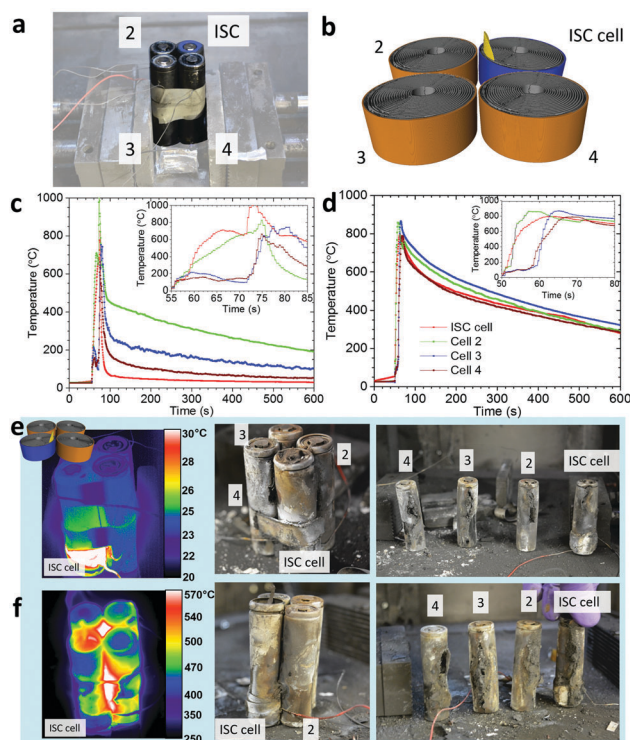 a
2
ISC
3
4
b
2
ISC cell
3
4
c
Temperature (°C)
1000
800
600
400
200
0
0 100 200 300 400 500 600
Time (s)
Temperature (°C)
1000
800
600
400
200
0
55 60 65 70 75 80 85
Time (s)
d
Temperature (°C)
1000
800
600
400
200
0
0 100 200 300 400 500 600
Time (s)
ISC cell
Cell 2
Cell 3
Cell 4
Temperature (°C)
1000
800
600
400
200
0
50 60 70 80
Time (s)
e
30°C
28
26
25
24
23
22
20
ISC cell
3
2
4
ISC cell
4
3
2
ISC cell
f
570°C
540
500
470
450
400
350
250
ISC cell
ISC cell
2
4
3
2
ISC cell